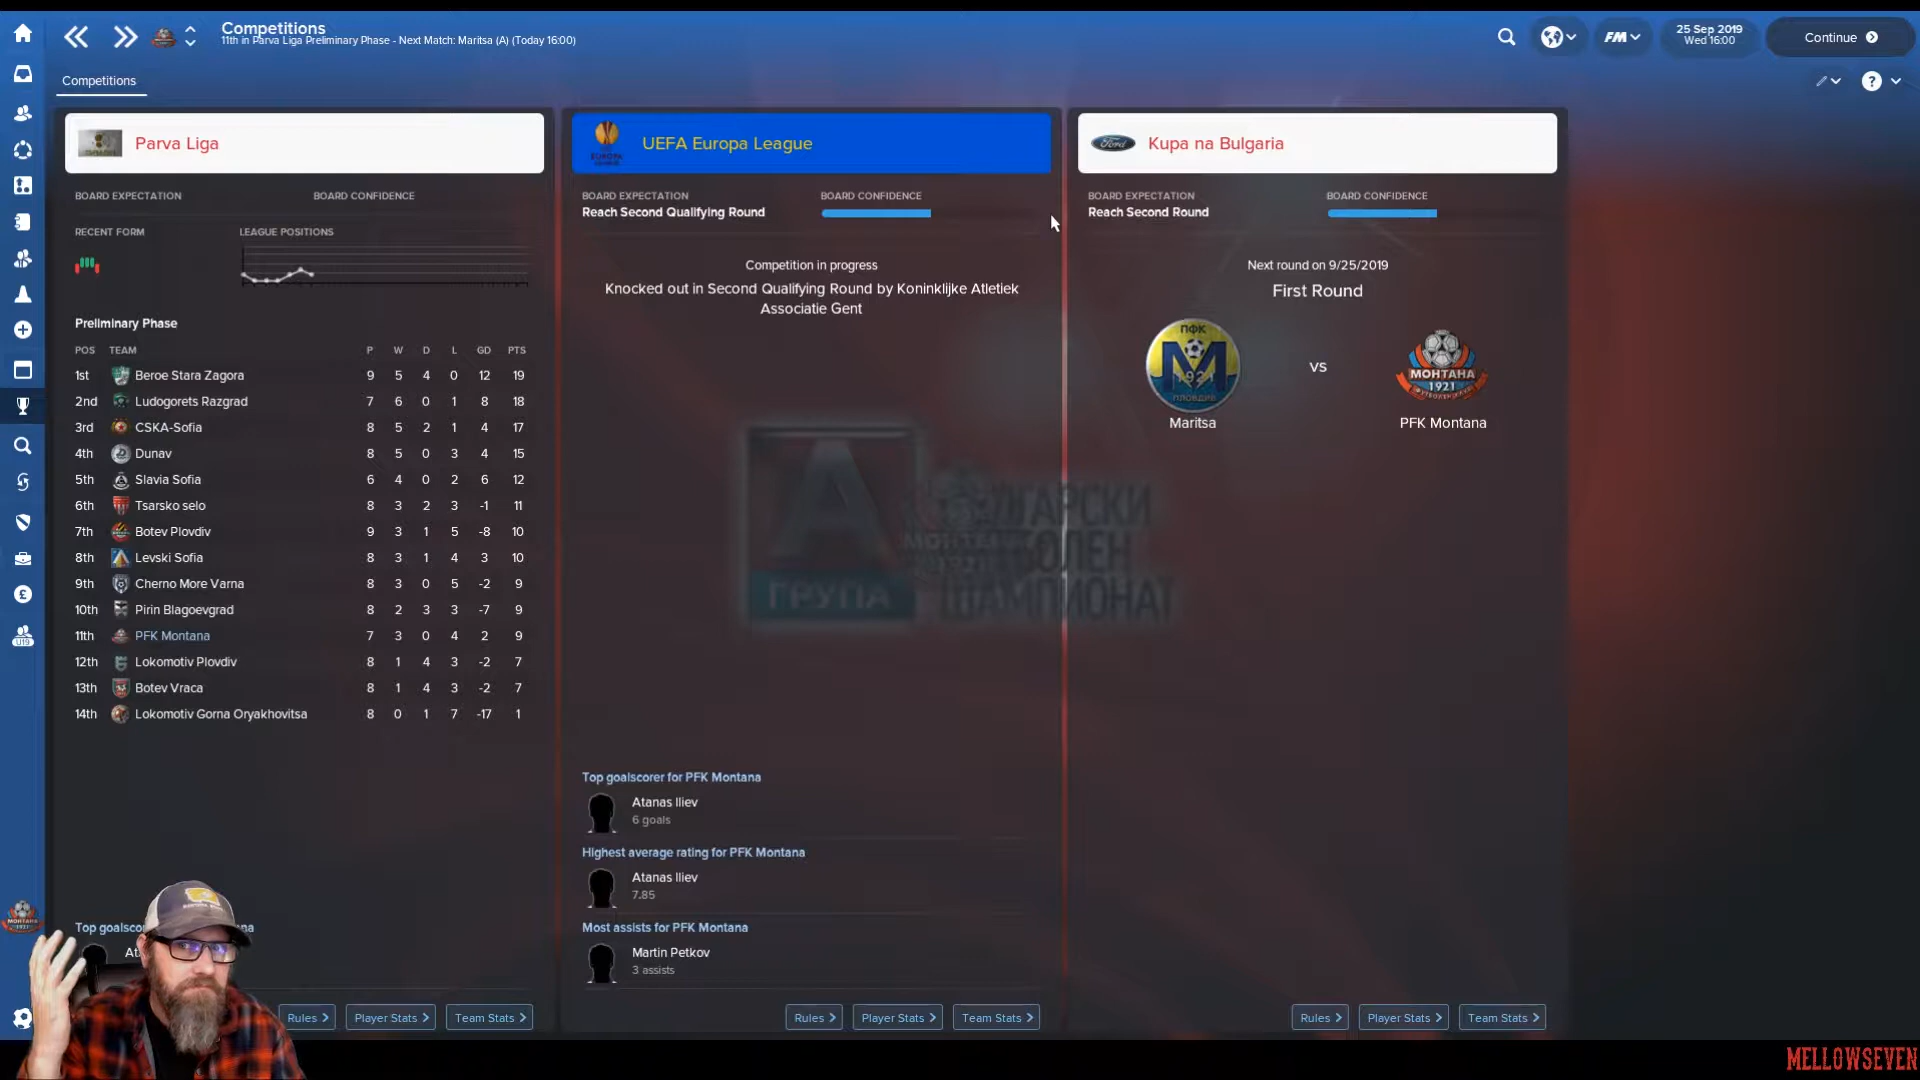 Competitions
11th in Parva Liga Preliminary Phase - Next Match: Maritsa (A) (Today 16:00)
FM
25 Sep 2019
Wed 16:00
Continue
Competitions
Parva Liga
BOARD EXPECTATION BOARD CONFIDENCE
RECENT FORM LEAGUE POSITIONS
Preliminary Phase
POS TEAM P W D L GD PTS
1st Beroe Stara Zagora 9 5 4 0 12 19
2nd Ludogorets Razgrad 7 6 0 1 8 18
3rd CSKA-Sofia 8 5 2 1 4 17
4th Dunav 8 5 0 3 4 15
5th Slavia Sofia 6 4 0 2 6 12
6th Tsarsko selo 8 3 2 3 -1 11
7th Botev Plovdiv 9 3 1 5 -8 10
8th Levski Sofia 8 3 1 4 3 10
9th Cherno More Varna 8 3 0 5 -2 9
10th Pirin Blagoevgrad 8 2 3 3 -7 9
11th PFK Montana 7 3 0 4 2 9
12th Lokomotiv Plovdiv 8 1 4 3 -2 7
13th Botev Vraca 8 1 4 3 -2 7
14th Lokomotiv Gorna Oryakhovitsa 8 0 1 7 -17 1
Top goalsco
na
At
Rules Player Stats Team Stats
UEFA Europa League
BOARD EXPECTATION BOARD CONFIDENCE
Reach Second Qualifying Round
Competition in progress
Knocked out in Second Qualifying Round by Koninklijke Atletiek
Associatie Gent
А
ГРУПА
МОНТАНА
1921
ШАМПИОНАТ
Top goalscorer for PFK Montana
Atanas Iliev
6 goals
Highest average rating for PFK Montana
Atanas Iliev
7.85
Most assists for PFK Montana
Martin Petkov
3 assists
Rules Player Stats Team Stats
Ford
Kupa na Bulgaria
BOARD EXPECTATION BOARD CONFIDENCE
Reach Second Round
Next round on 9/25/2019
First Round
ПФК
М
1921
ПЛОВДИВ
vs
МОНТАНА
1921
Maritsa PFK Montana
Rules Player Stats Team Stats
MELLOWSEVEN